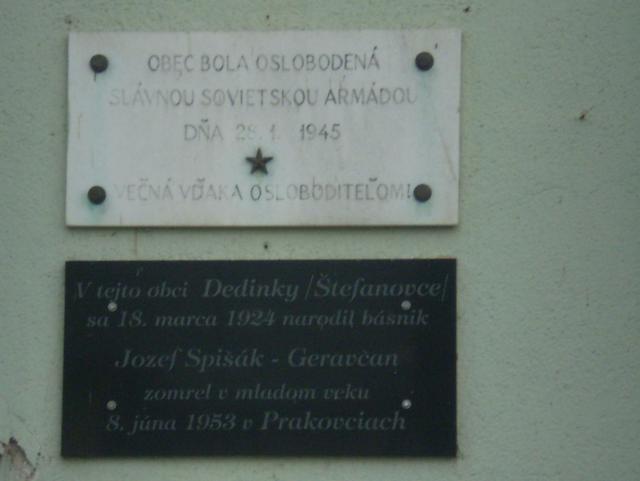 OBEC BOLA OSLOBODENÁ
SLÁVNOU SOVIETSKOU ARMÁDOU
DŇA 28. 1. 1945
VEČNÁ VĎAKA OSLOBODITEĽOM!
V tejto obci Dedinky /Štefanovce/
sa 18. marca 1924 narodil básnik
Jozef Spišák - Geravčan
zomrel v mladom veku
8. júna 1953 v Prakovciach